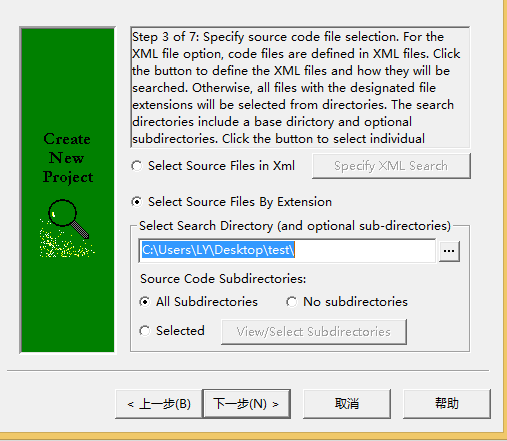 Create
New
Project
Step 3 of 7: Specify source code file selection. For the
XML file option, code files are defined in XML files. Click
the button to define the XML files and how they will be
searched. Otherwise, all files with the designated file
extensions will be selected from directories. The search
directories include a base dirictory and optional
subdirectories. Click the button to select individual
Select Source Files in Xml
Specify XML Search
Select Source Files By Extension
Select Search Directory (and optional sub-directories)
C:\Users\LY\Desktop\test\
...
Source Code Subdirectories:
All Subdirectories
No subdirectories
Selected
View/Select Subdirectories
< 上一步(B)
下一步(N) >
取消
帮助